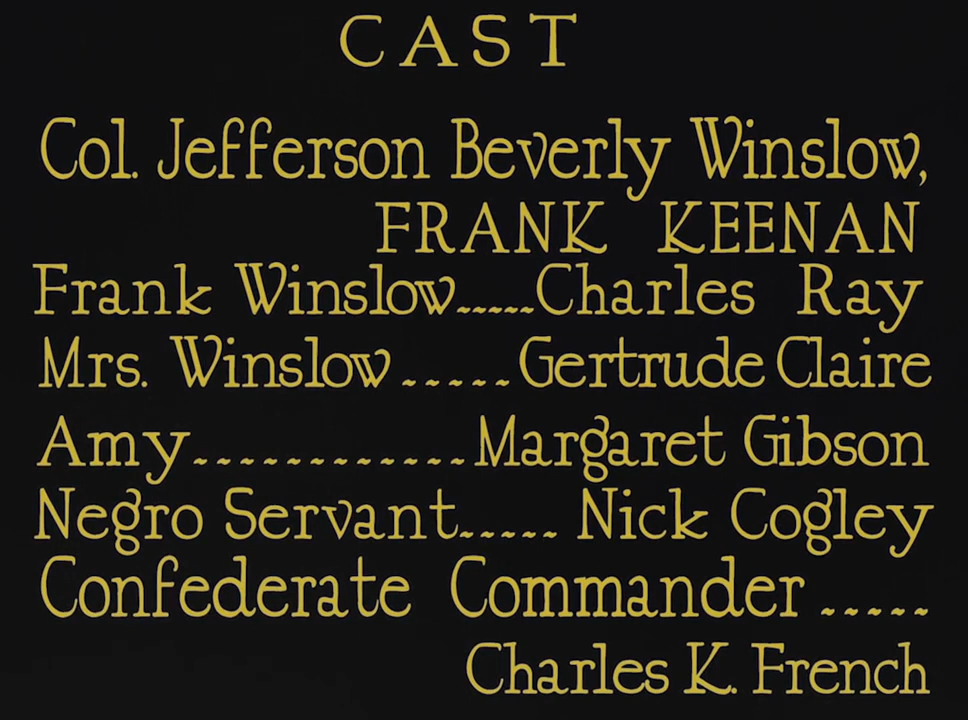 CAST
Col. Jefferson Beverly Winslow,
FRANK KEENAN
Frank Winslow.....Charles Ray
Mrs. Winslow.....Gertrude Claire
Amy............Margaret Gibson
Negro Servant.....Nick Cogley
Confederate Commander.....
Charles K. French